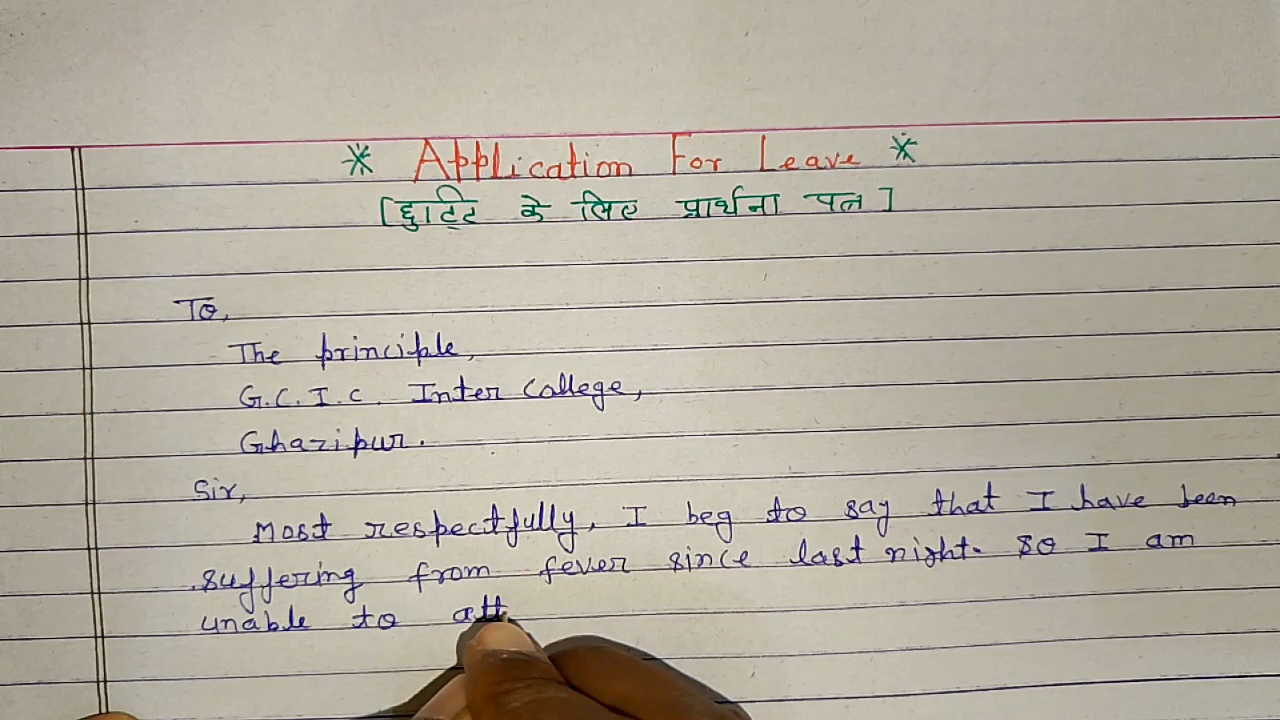 * Application For Leave *
[छुट्टि के लिए प्रार्थना पत्र]
To,
The principle,
G.C.I.C. Inter College,
Ghazipur.
Sir,
Most respectfully, I beg to say that I have been
suffering from fever since last night. so I am
unable to att